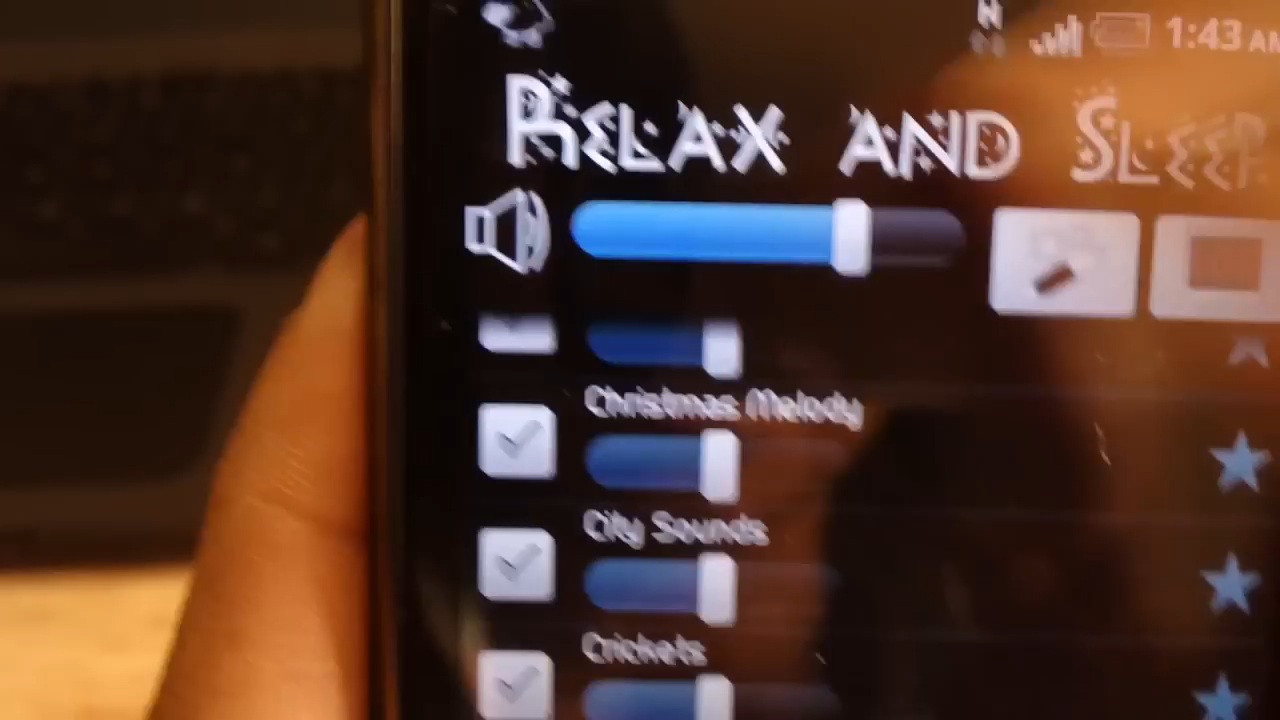 1:43 AM
RELAX AND SLEEP
Christmas Melody
City Sounds
Crickets